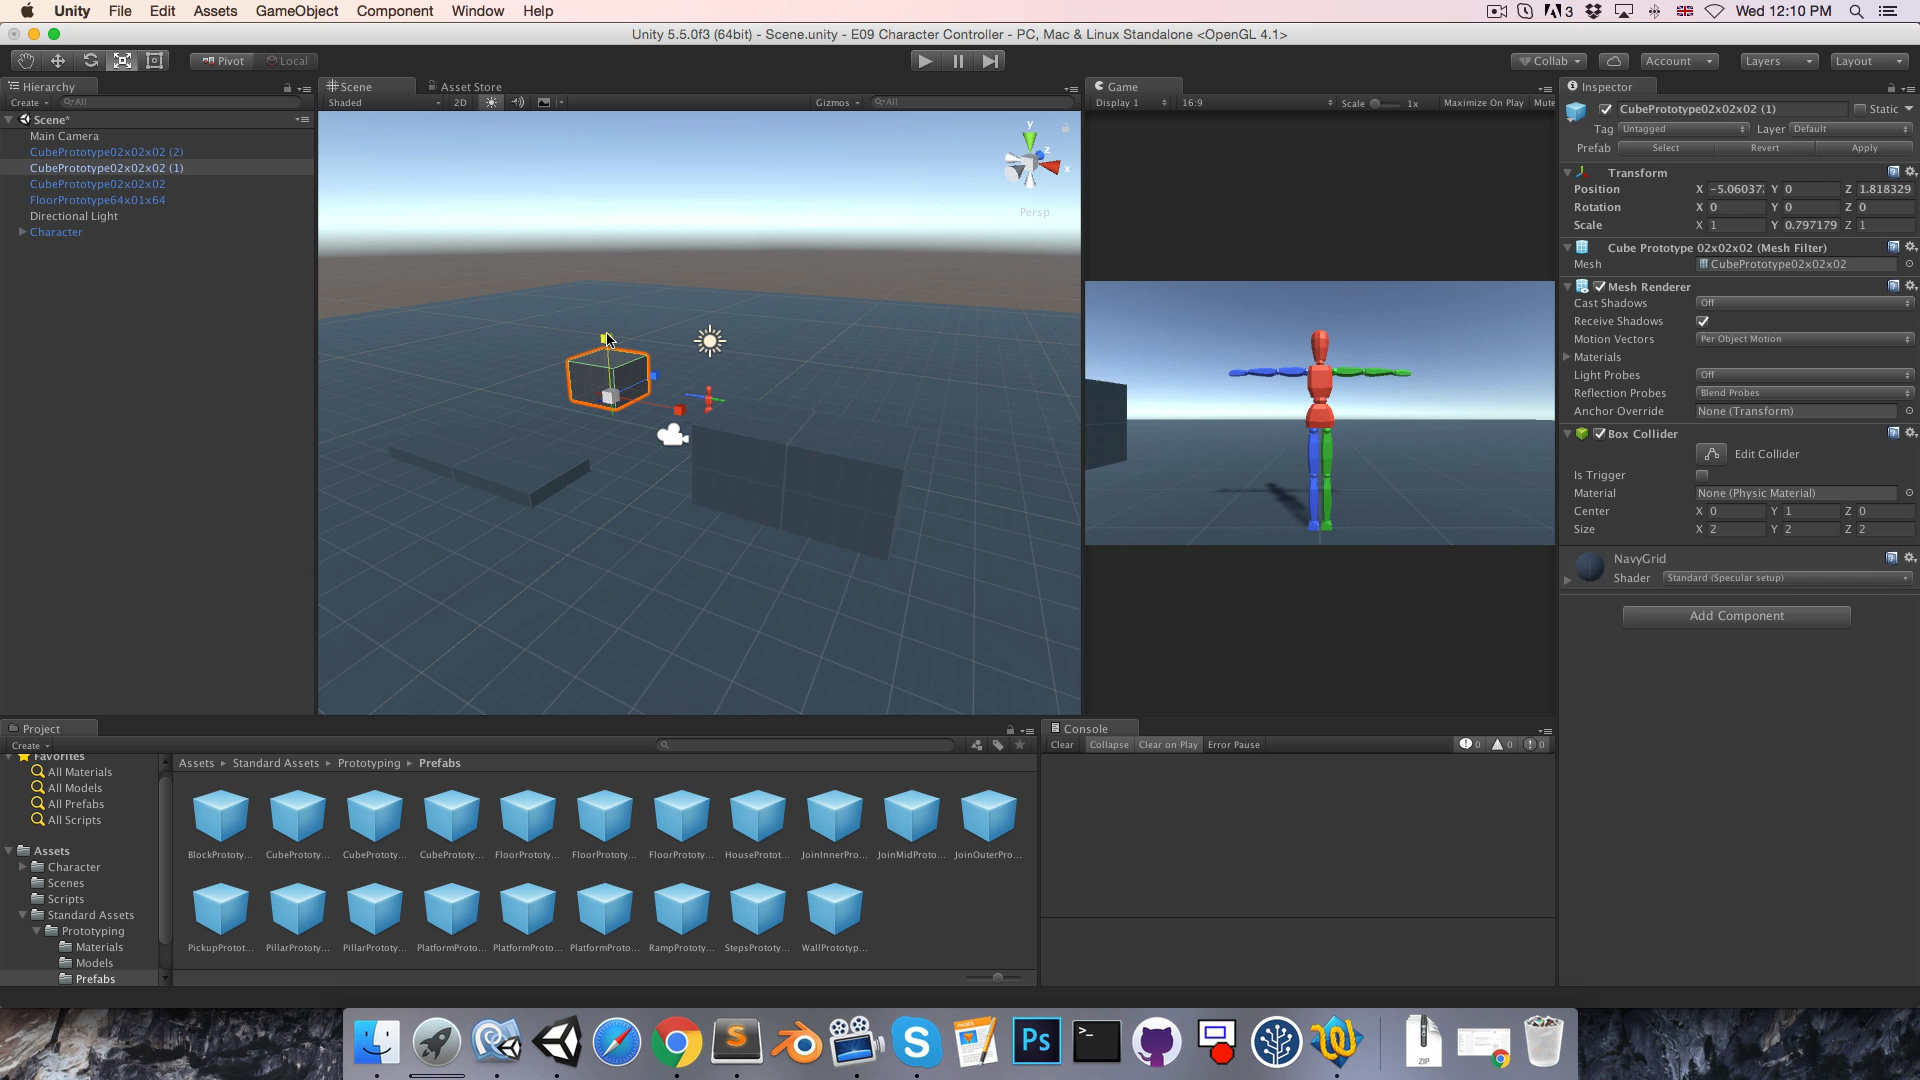 Unity File Edit Assets GameObject Component Window Help
3 Wed 12:10 PM
Unity 5.5.0f3 (64bit) - Scene.unity - E09 Character Controller - PC, Mac & Linux Standalone <OpenGL 4.1>
Pivot Local
Collab Account Layers Layout
Hierarchy
Create All
Scene*
Main Camera
CubePrototype02x02x02 (2)
CubePrototype02x02x02 (1)
CubePrototype02x02x02
FloorPrototype64x01x64
Directional Light
Character
Scene Asset Store
Shaded 2D Gizmos All
y
z
x
Persp
Game
Display 1 16:9 Scale 1x Maximize On Play Mute
Inspector
CubePrototype02x02x02 (1) Static
Tag Untagged Layer Default
Prefab Select Revert Apply
Transform
Position X -5.06037 Y 0 Z 1.818329
Rotation X 0 Y 0 Z 0
Scale X 1 Y 0.797179 Z 1
Cube Prototype 02x02x02 (Mesh Filter)
Mesh CubePrototype02x02x02
Mesh Renderer
Cast Shadows Off
Receive Shadows
Motion Vectors Per Object Motion
Materials
Light Probes Off
Reflection Probes Blend Probes
Anchor Override None (Transform)
Box Collider
Edit Collider
Is Trigger
Material None (Physic Material)
Center X 0 Y 1 Z 0
Size X 2 Y 2 Z 2
NavyGrid
Shader Standard (Specular setup)
Add Component
Project
Create
Favorites
All Materials
All Models
All Prefabs
All Scripts
Assets
Character
Scenes
Scripts
Standard Assets
Prototyping
Materials
Models
Prefabs
Assets Standard Assets Prototyping Prefabs
BlockPrototy... CubePrototy... CubePrototy... CubePrototy... FloorPrototy... FloorPrototy... FloorPrototy... HousePrototy... JoinInnerPro... JoinMidProto... JoinOuterPro...
PickupProtot... PillarPrototy... PillarPrototy... PlatformProto... PlatformProto... PlatformProto... RampPrototy... StepsPrototy... WallPrototyp...
Console
Clear Collapse Clear on Play Error Pause 0 0 0
S
S
PAGES
Ps
>_
ZIP